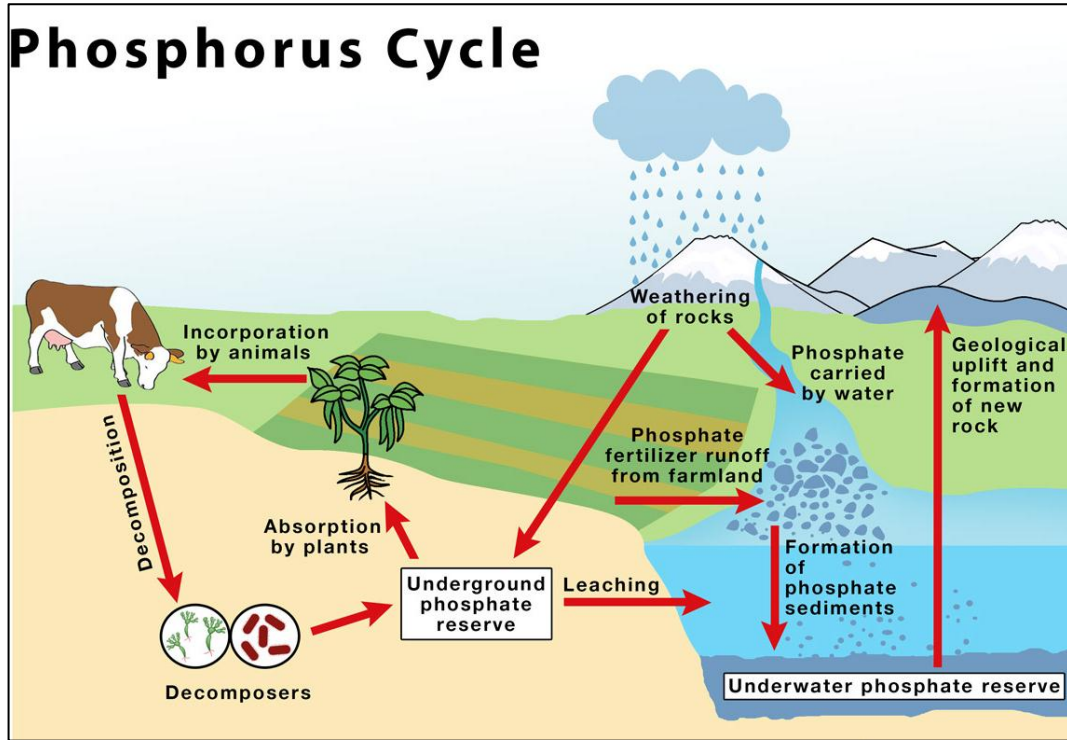 Phosphorus Cycle
Weathering
of rocks
Incorporation
by animals
Phosphate
carried
by water
Geological
uplift and
formation
of new
rock
Phosphate
fertilizer runoff
from farmland
Decomposition
Absorption
by plants
Formation
of
phosphate
sediments
Underground
phosphate
reserve
Leaching
Decomposers
Underwater phosphate reserve